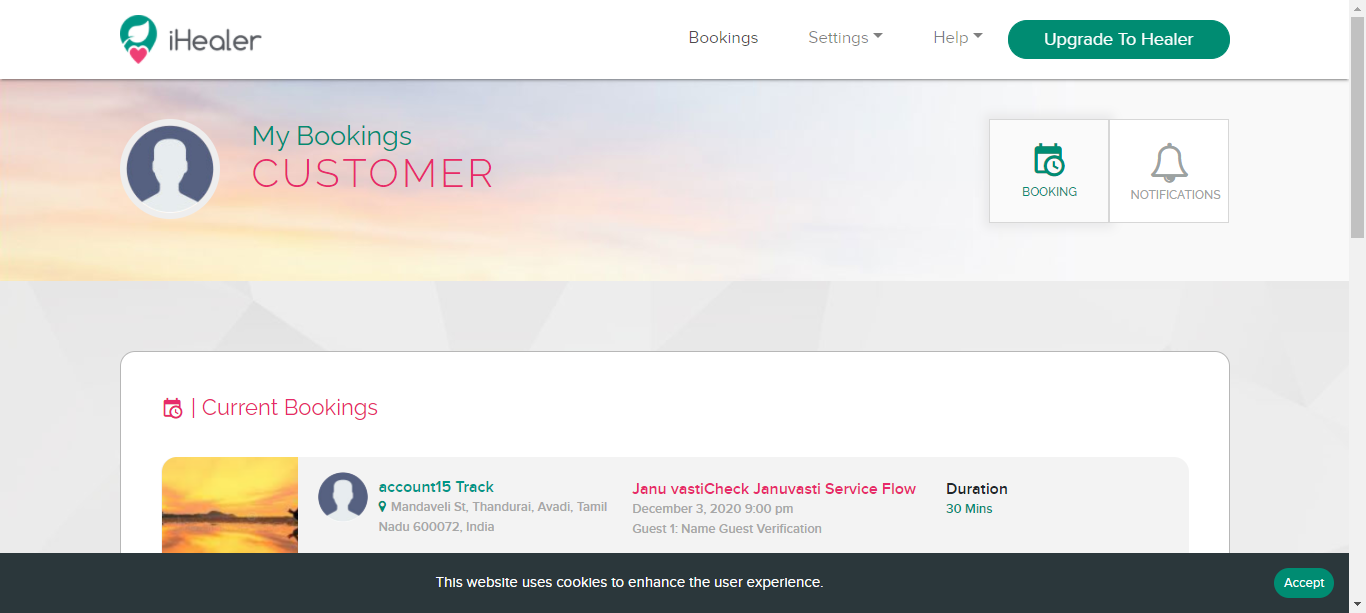 iHealer
Bookings
Settings
Help
Upgrade To Healer
My Bookings
CUSTOMER
BOOKING
NOTIFICATIONS
| Current Bookings
account15 Track
Mandaveli St, Thandurai, Avadi, Tamil
Nadu 600072, India
Janu vastiCheck Januvasti Service Flow
December 3, 2020 9:00 pm
Guest 1: Name Guest Verification
Duration
30 Mins
This website uses cookies to enhance the user experience.
Accept